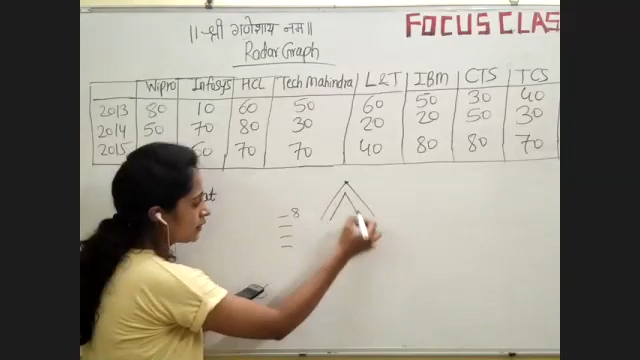 ॥श्री गणेशाय नमः॥
FOCUS CLAS
Radar Graph
Wipro Infosys HCL Tech Mahindra L&T IBM CTS TCS
2013 80 10 60 50 60 50 30 40
2014 50 70 80 30 20 20 50 30
2015 60 70 70 40 80 80 70
8